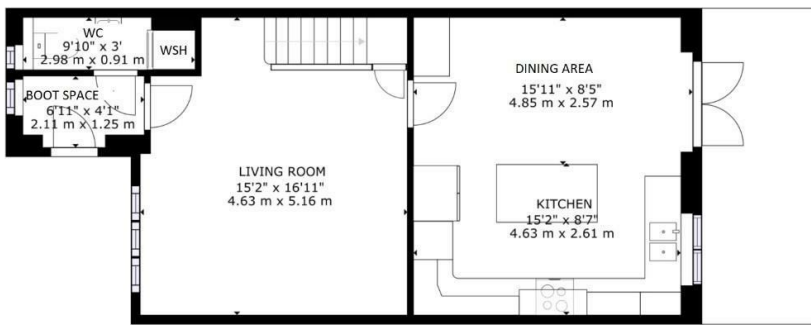 WC
9'10" x 3'
2.98 m x 0.91 m
WSH
BOOT SPACE
6'11" x 4'1"
2.11 m x 1.25 m
LIVING ROOM
15'2" x 16'11"
4.63 m x 5.16 m
DINING AREA
15'11" x 8'5"
4.85 m x 2.57 m
KITCHEN
15'2" x 8'7"
4.63 m x 2.61 m